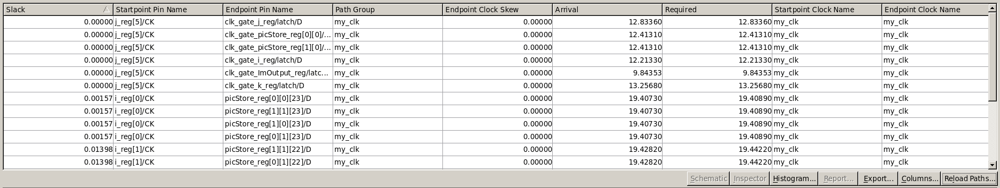 Slack Startpoint Pin Name Endpoint Pin Name Path Group Endpoint Clock Skew Arrival Required Startpoint Clock Name Endpoint Clock Name
0.00000 j_reg[5]/CK clk_gate_j_reg/latch/D my_clk 0.00000 12.83360 12.83360 my_clk my_clk
0.00000 j_reg[5]/CK clk_gate_picStore_reg[0][0]/... my_clk 0.00000 12.41310 12.41310 my_clk my_clk
0.00000 j_reg[5]/CK clk_gate_picStore_reg[1][0]/... my_clk 0.00000 12.41310 12.41310 my_clk my_clk
0.00000 j_reg[5]/CK clk_gate_i_reg/latch/D my_clk 0.00000 12.21330 12.21330 my_clk my_clk
0.00000 j_reg[5]/CK clk_gate_ImOutput_reg/latc... my_clk 0.00000 9.84353 9.84353 my_clk my_clk
0.00000 j_reg[5]/CK clk_gate_k_reg/latch/D my_clk 0.00000 13.25680 13.25680 my_clk my_clk
0.00157 i_reg[0]/CK picStore_reg[0][0][23]/D my_clk 0.00000 19.40730 19.40890 my_clk my_clk
0.00157 i_reg[0]/CK picStore_reg[1][1][23]/D my_clk 0.00000 19.40730 19.40890 my_clk my_clk
0.00157 i_reg[0]/CK picStore_reg[1][0][23]/D my_clk 0.00000 19.40730 19.40890 my_clk my_clk
0.00157 i_reg[0]/CK picStore_reg[0][1][23]/D my_clk 0.00000 19.40730 19.40890 my_clk my_clk
0.01398 i_reg[1]/CK picStore_reg[1][1][22]/D my_clk 0.00000 19.42820 19.44220 my_clk my_clk
0.01398 i_reg[1]/CK picStore_reg[0][1][22]/D my_clk 0.00000 19.42820 19.44220 my_clk my_clk
Schematic Inspector Histogram... Report... Export... Columns... Reload Paths...